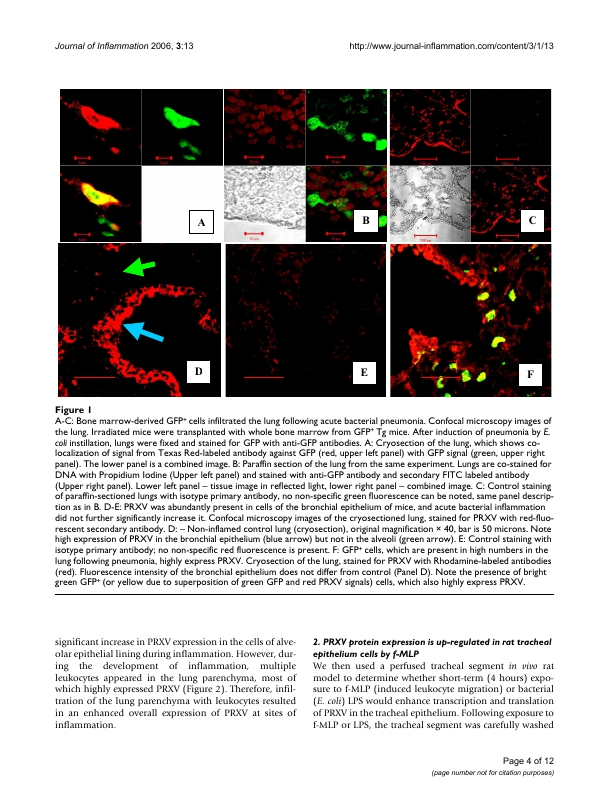 Journal of Inflammation 2006, 3:13
http://www.journal-inflammation.com/content/3/1/13
A
B
C
D
E
F
Figure 1
A-C: Bone marrow-derived GFP+ cells infiltrated the lung following acute bacterial pneumonia. Confocal microscopy images of
the lung. Irradiated mice were transplanted with whole bone marrow from GFP+ Tg mice. After induction of pneumonia by E.
coli instillation, lungs were fixed and stained for GFP with anti-GFP antibodies. A: Cryosection of the lung, which shows co-
localization of signal from Texas Red-labeled antibody against GFP (red, upper left panel) with GFP signal (green, upper right
panel). The lower panel is a combined image. B: Paraffin section of the lung from the same experiment. Lungs are co-stained for
DNA with Propidium Iodine (Upper left panel) and stained with anti-GFP antibody and secondary FITC labeled antibody
(Upper right panel). Lower left panel – tissue image in reflected light, lower right panel – combined image. C: Control staining
of paraffin-sectioned lungs with isotype primary antibody, no non-specific green fluorescence can be noted, same panel descrip-
tion as in B. D-E: PRXV was abundantly present in cells of the bronchial epithelium of mice, and acute bacterial inflammation
did not further significantly increase it. Confocal microscopy images of the cryosectioned lung, stained for PRXV with red-fluo-
rescent secondary antibody. D: – Non-inflamed control lung (cryosection), original magnification × 40, bar is 50 microns. Note
high expression of PRXV in the bronchial epithelium (blue arrow) but not in the alveoli (green arrow). E: Control staining with
isotype primary antibody; no non-specific red fluorescence is present. F: GFP+ cells, which are present in high numbers in the
lung following pneumonia, highly express PRXV. Cryosection of the lung, stained for PRXV with Rhodamine-labeled antibodies
(red). Fluorescence intensity of the bronchial epithelium does not differ from control (Panel D). Note the presence of bright
green GFP+ (or yellow due to superposition of green GFP and red PRXV signals) cells, which also highly express PRXV.
significant increase in PRXV expression in the cells of alve-
olar epithelial lining during inflammation. However, dur-
ing the development of inflammation, multiple
leukocytes appeared in the lung parenchyma, most of
which highly expressed PRXV (Figure 2). Therefore, infil-
tration of the lung parenchyma with leukocytes resulted
in an enhanced overall expression of PRXV at sites of
inflammation.
2. PRXV protein expression is up-regulated in rat tracheal
epithelium cells by f-MLP
We then used a perfused tracheal segment in vivo rat
model to determine whether short-term (4 hours) expo-
sure to f-MLP (induced leukocyte migration) or bacterial
(E. coli) LPS would enhance transcription and translation
of PRXV in the tracheal epithelium. Following exposure to
f-MLP or LPS, the tracheal segment was carefully washed
Page 4 of 12
(page number not for citation purposes)